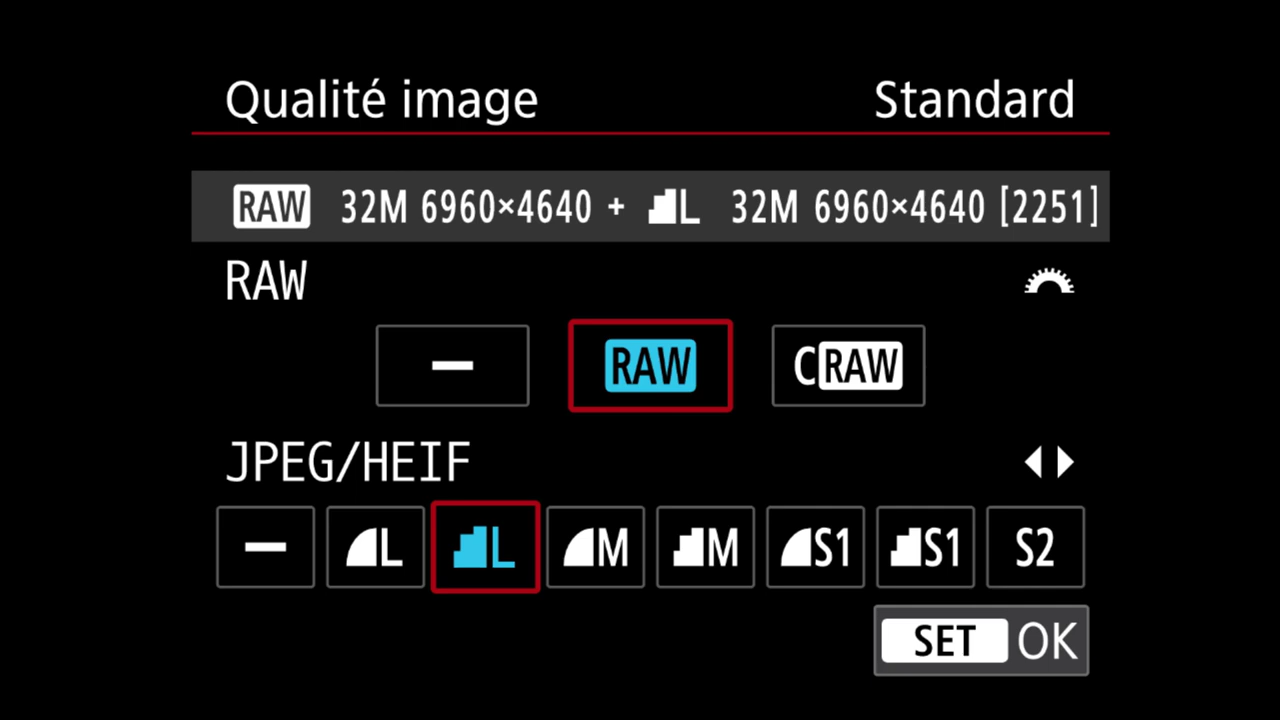 Qualité image Standard
RAW 32M 6960×4640 + L 32M 6960×4640 [2251]
RAW
— RAW CRAW
JPEG/HEIF
— L L M M S1 S1 S2
SET OK